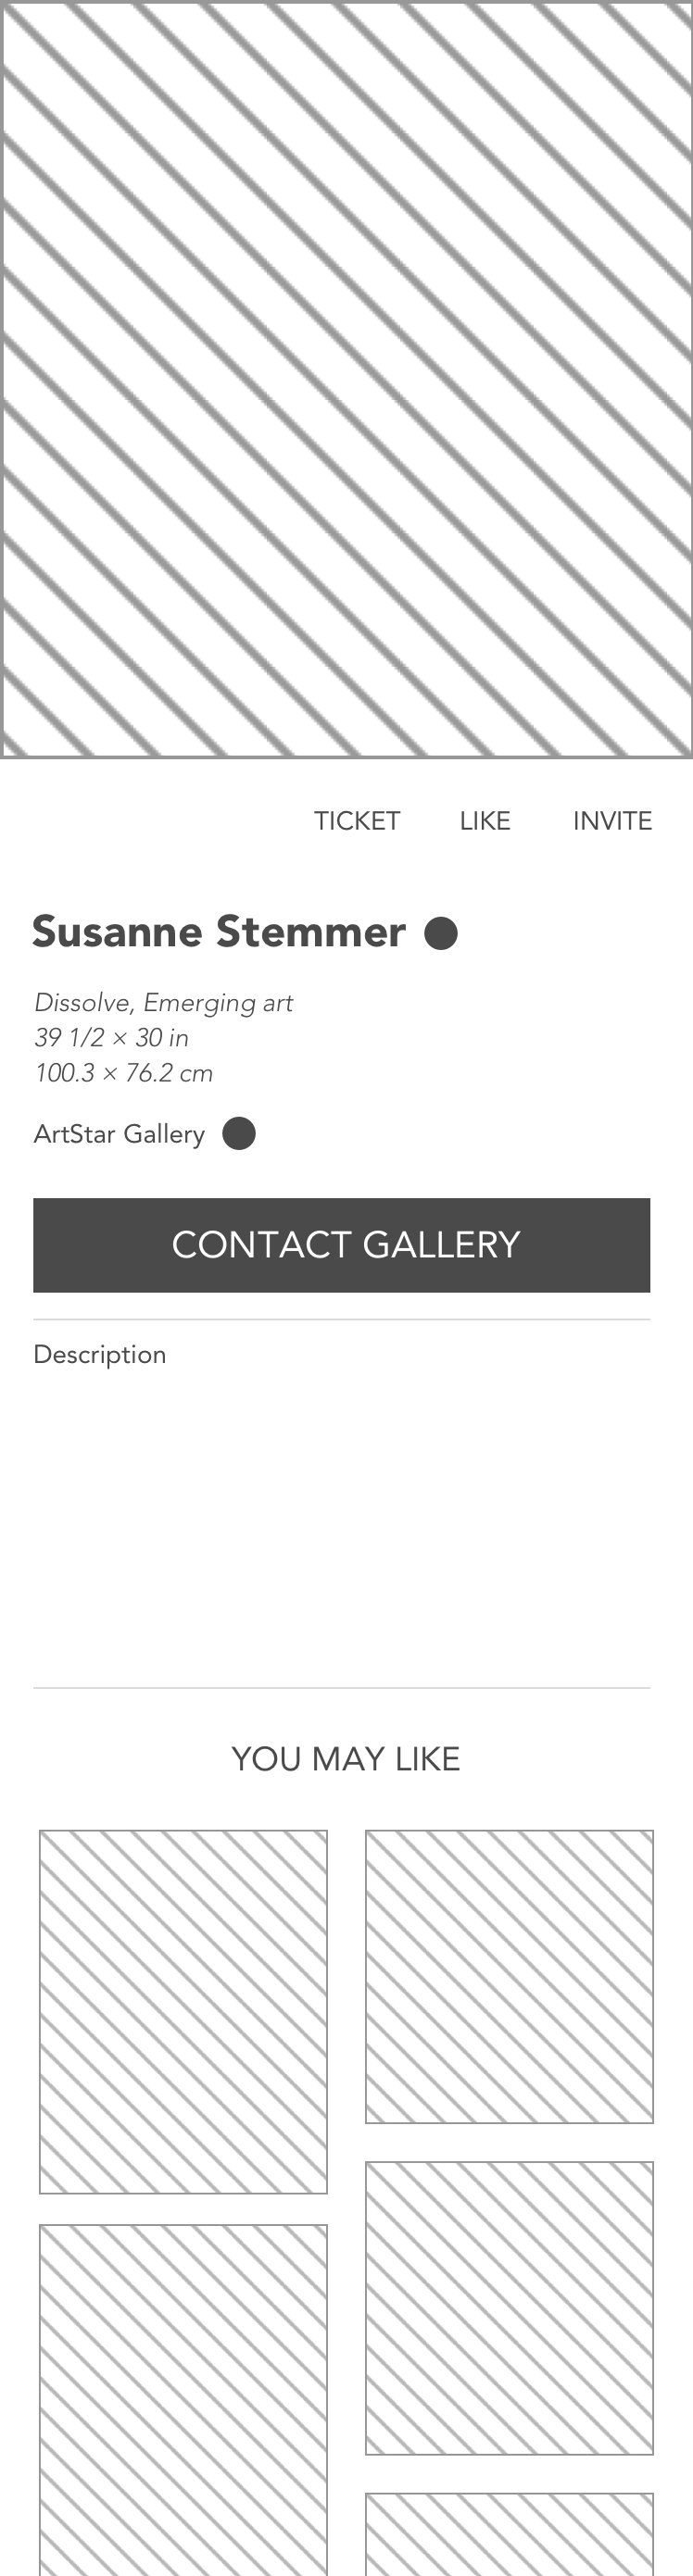 TICKET LIKE INVITE
Susanne Stemmer
Dissolve, Emerging art
39 1/2 × 30 in
100.3 × 76.2 cm
ArtStar Gallery
CONTACT GALLERY
Description
YOU MAY LIKE